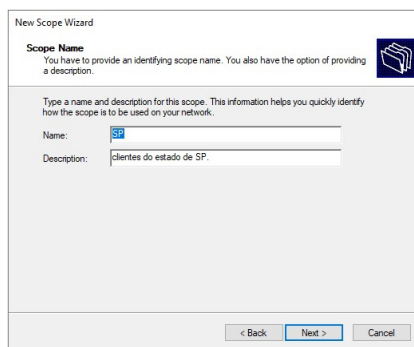 New Scope Wizard
Scope Name
You have to provide an identifying scope name. You also have the option of providing
a description.
Type a name and description for this scope. This information helps you quickly identify
how the scope is to be used on your network.
Name: SP
Description: clientes do estado de SP.
< Back Next > Cancel